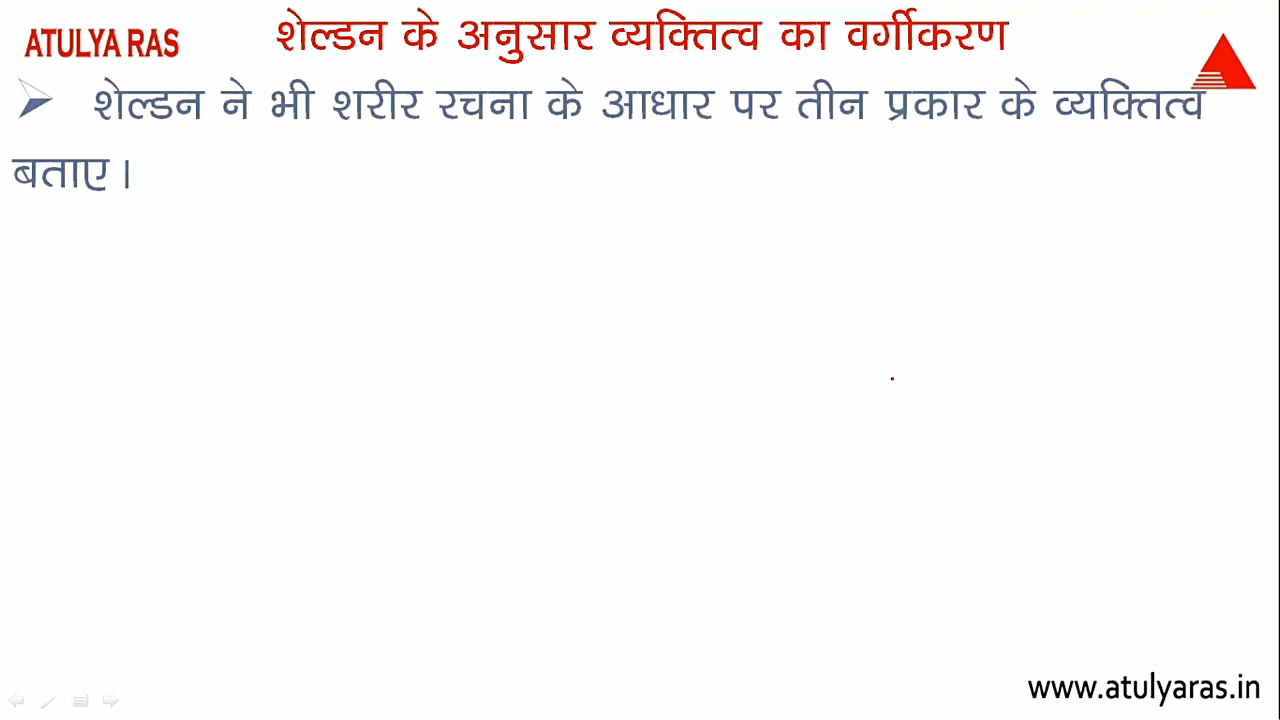 ATULYA RAS
शेल्डन के अनुसार व्यक्तित्व का वर्गीकरण
शेल्डन ने भी शरीर रचना के आधार पर तीन प्रकार के व्यक्तित्व
बताए।
www.atulyaras.in